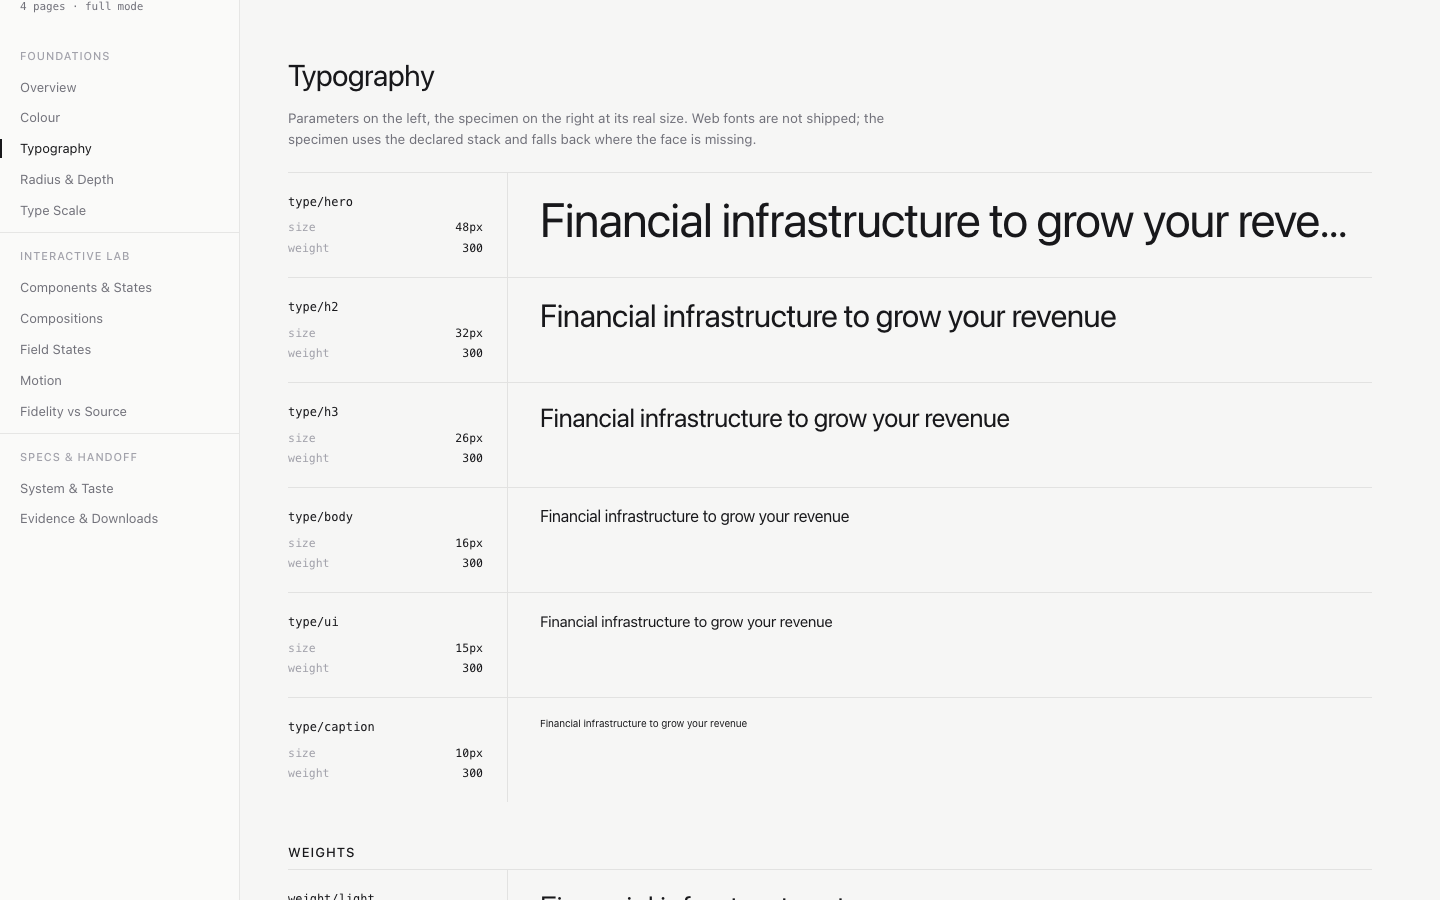 4 pages · full mode
FOUNDATIONS
Overview
Colour
Typography
Radius & Depth
Type Scale
INTERACTIVE LAB
Components & States
Compositions
Field States
Motion
Fidelity vs Source
SPECS & HANDOFF
System & Taste
Evidence & Downloads
Typography
Parameters on the left, the specimen on the right at its real size. Web fonts are not shipped; the
specimen uses the declared stack and falls back where the face is missing.
type/hero
size 48px
weight 300
Financial infrastructure to grow your reve...
type/h2
size 32px
weight 300
Financial infrastructure to grow your revenue
type/h3
size 26px
weight 300
Financial infrastructure to grow your revenue
type/body
size 16px
weight 300
Financial infrastructure to grow your revenue
type/ui
size 15px
weight 300
Financial infrastructure to grow your revenue
type/caption
size 10px
weight 300
Financial infrastructure to grow your revenue
WEIGHTS
weight/light